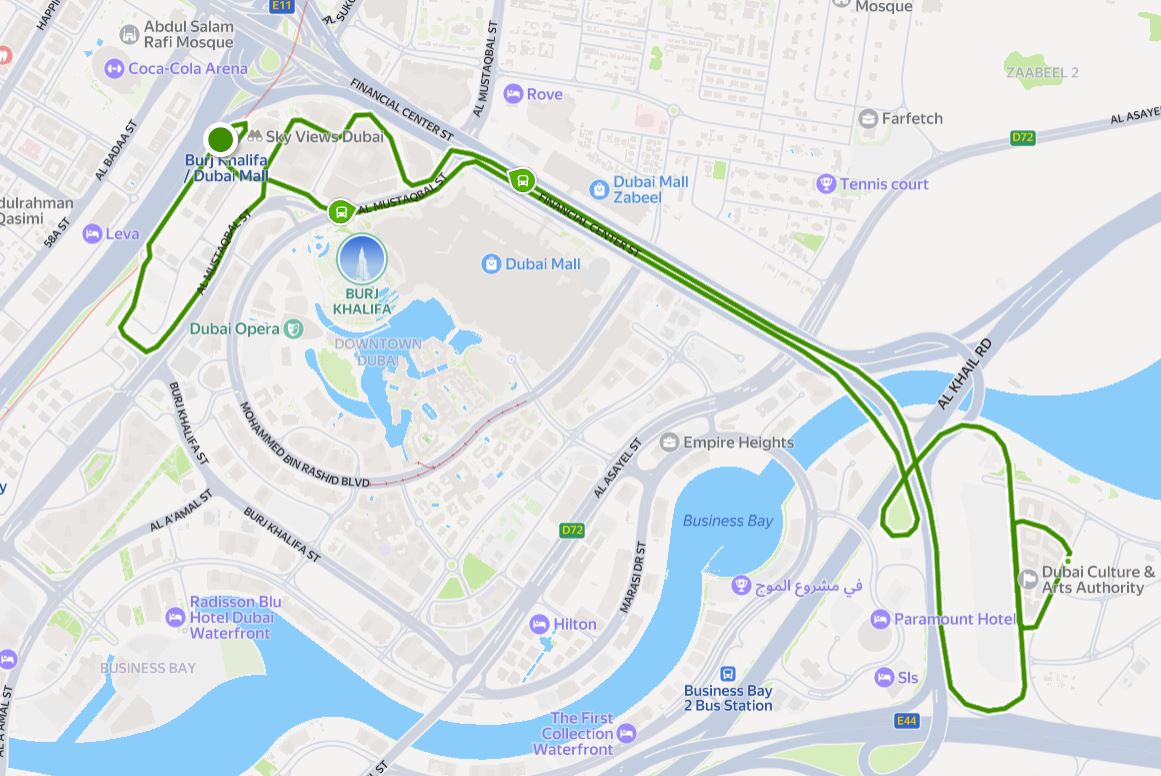 E11
HAPPI
AL SUKO
Mosque
Abdul Salam
Rafi Mosque
Coca-Cola Arena
AL MUSTAQBAL ST
FINANCIAL CENTER ST
ZAABEEL 2
Rove
Farfetch
AL ASAYE
D72
AL BADAA ST
Sky Views Dubai
Burj Khalifa
/ Dubai Mall
Dubai Mall
Zabeel
Tennis court
dulrahman
Qasimi
58A ST
Leva
AL MUSTAQBAL ST
AL MUSTAQBAL ST
FINANCIAL CENTER ST
Dubai Mall
BURJ
KHALIFA
Dubai Opera
DOWNTOWN
DUBAI
AL KHAIL RD
BURJ KHALIFA ST
MOHAMMED BIN RASHID BLVD
Empire Heights
AL ASAYEL ST
y
AL A'AMAL ST
BURJ KHALIFA ST
D72
Business Bay
MARASI DR ST
في مشروع الموج
Dubai Culture &
Arts Authority
Radisson Blu
Hotel Dubai
Waterfront
Hilton
Paramount Hotel
BUSINESS BAY
Sls
Business Bay
2 Bus Station
AL A'AMAL ST
The First
Collection
Waterfront
E44
ST